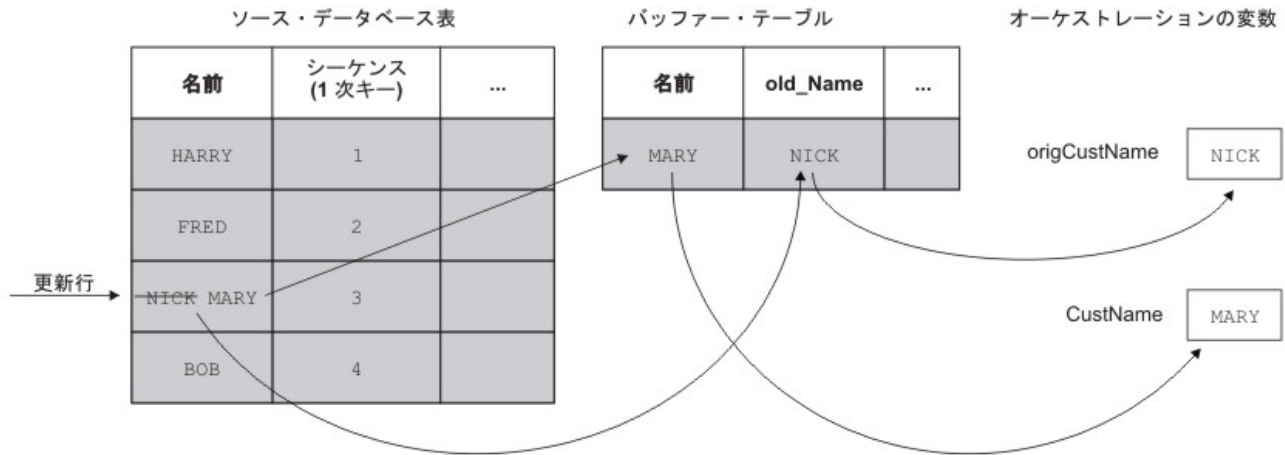 ソース・データベース表
バッファー・テーブル
オーケストレーションの変数
名前
シーケンス
(1 次キー)
...
名前
old_Name
...
HARRY
1
MARY
NICK
origCustName
NICK
FRED
2
更新行
NICK MARY
3
CustName
MARY
BOB
4